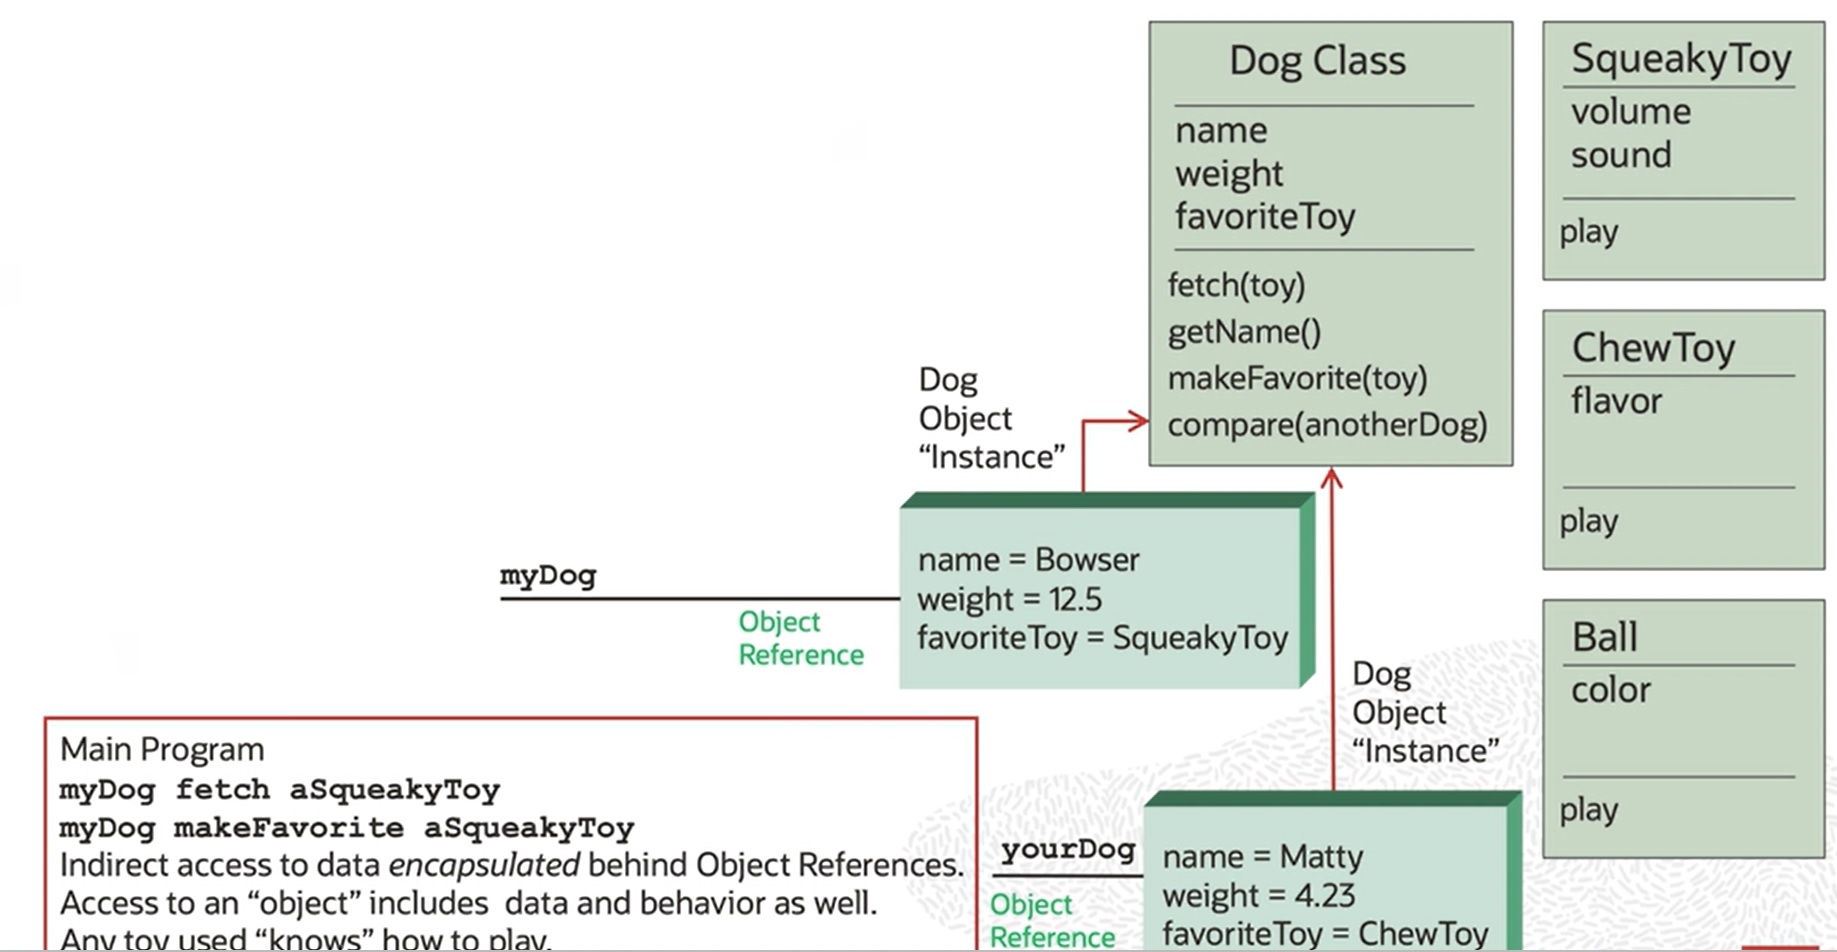 Dog Class
name
weight
favoriteToy
fetch(toy)
getName()
makeFavorite(toy)
compare(anotherDog)
SqueakyToy
volume
sound
play
ChewToy
flavor
play
Ball
color
play
Dog
Object
“Instance”
myDog
Object
Reference
name = Bowser
weight = 12.5
favoriteToy = SqueakyToy
Dog
Object
“Instance”
Main Program
myDog fetch aSqueakyToy
myDog makeFavorite aSqueakyToy
Indirect access to data encapsulated behind Object References.
Access to an “object” includes data and behavior as well.
Any toy used “knows” how to play.
yourDog
Object
Reference
name = Matty
weight = 4.23
favoriteToy = ChewToy